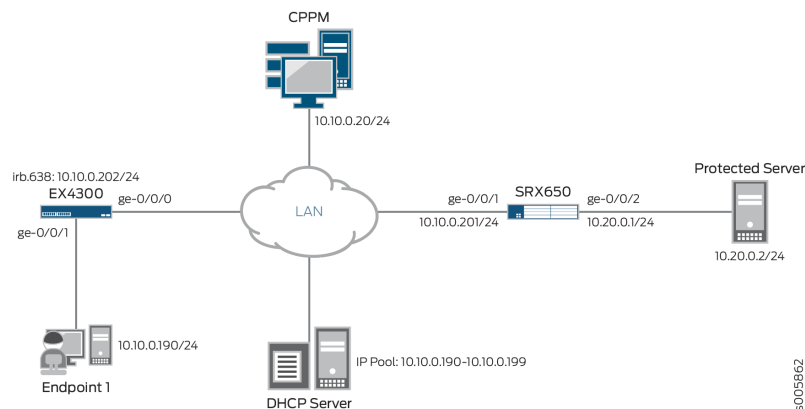 CPPM
10.10.0.20/24
irb.638: 10.10.0.202/24
EX4300
ge-0/0/0
ge-0/0/1
LAN
ge-0/0/1
SRX650
ge-0/0/2
10.10.0.201/24
10.20.0.1/24
Protected Server
10.20.0.2/24
10.10.0.190/24
Endpoint 1
IP Pool: 10.10.0.190-10.10.0.199
DHCP Server